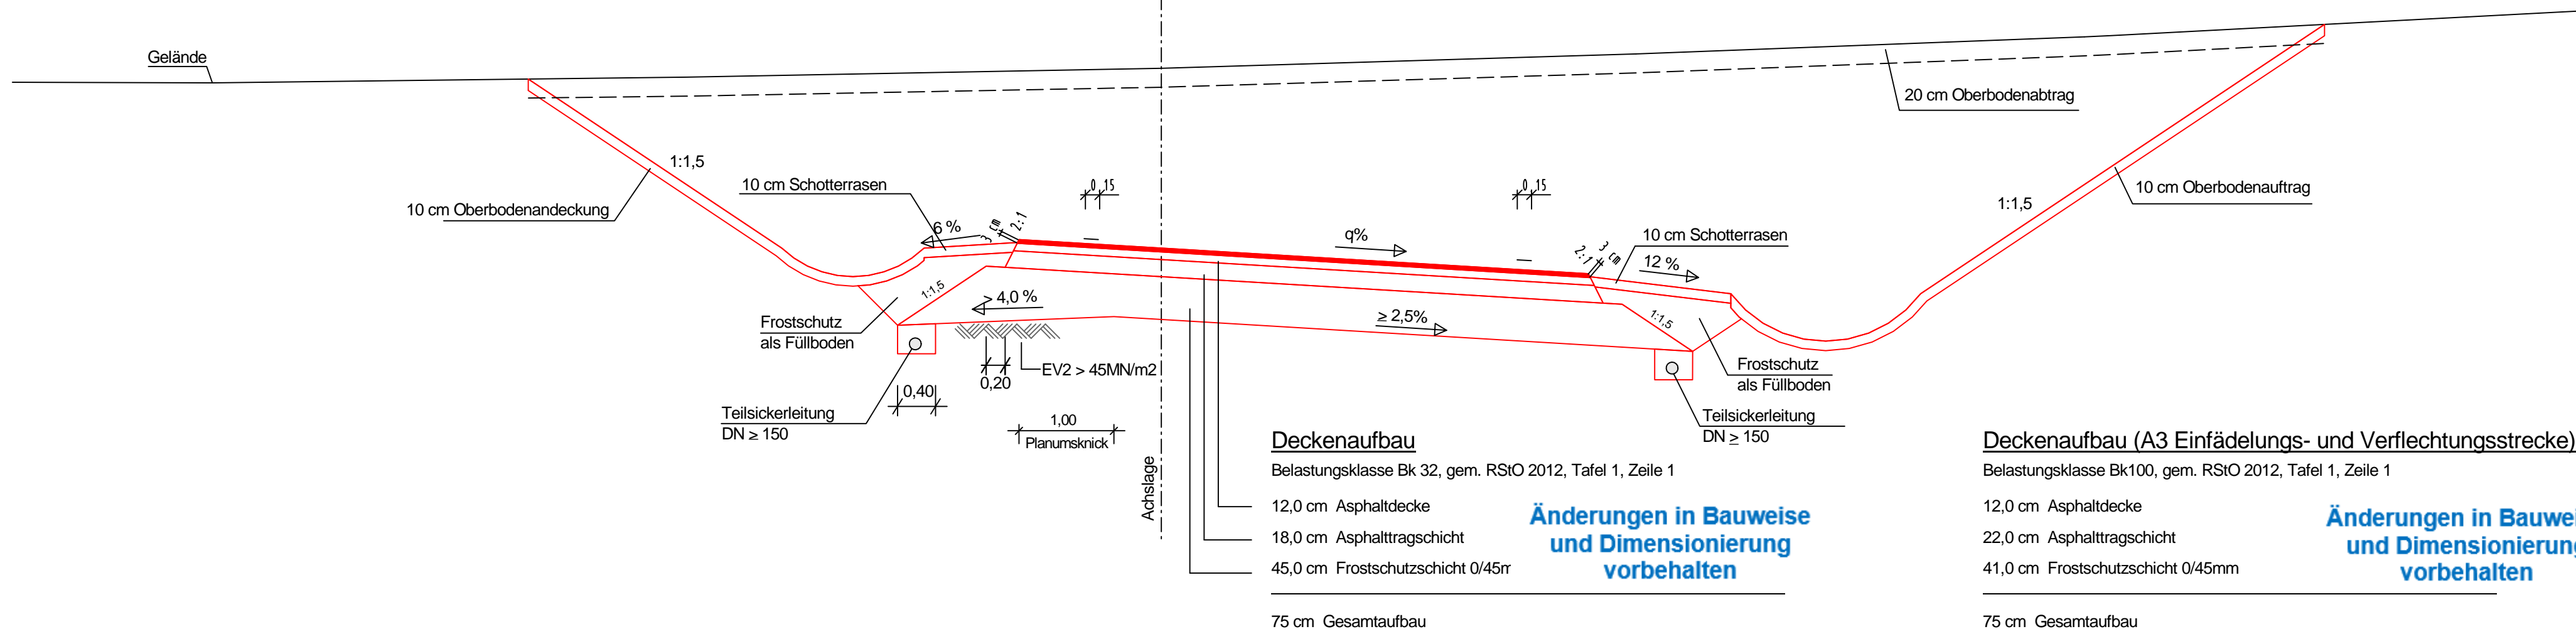 Gelände
20 cm Oberbodenabtrag
1:1,5
10 cm Schotterrasen
10 cm Oberbodenandeckung
0,15
0,15
10 cm Oberbodenauftrag
1:1,5
6 %
3 cm
2:1
q%
2:1
3 cm
10 cm Schotterrasen
12 %
1:1,5
> 4,0 %
≥ 2,5%
1:1,5
Frostschutz
als Füllboden
EV2 > 45MN/m2
0,20
0,40
Frostschutz
als Füllboden
Teilsickerleitung
DN ≥ 150
1,00
Planumsknick
Teilsickerleitung
DN ≥ 150
Achslage
Deckenaufbau
Belastungsklasse Bk 32, gem. RStO 2012, Tafel 1, Zeile 1
12,0 cm Asphaltdecke
18,0 cm Asphalttragschicht
45,0 cm Frostschutzschicht 0/45m
75 cm Gesamtaufbau
Änderungen in Bauweise
und Dimensionierung
vorbehalten
Deckenaufbau (A3 Einfädelungs- und Verflechtungsstrecke)
Belastungsklasse Bk100, gem. RStO 2012, Tafel 1, Zeile 1
12,0 cm Asphaltdecke
22,0 cm Asphalttragschicht
41,0 cm Frostschutzschicht 0/45mm
75 cm Gesamtaufbau
Änderungen in Bauwei
und Dimensionierung
vorbehalten